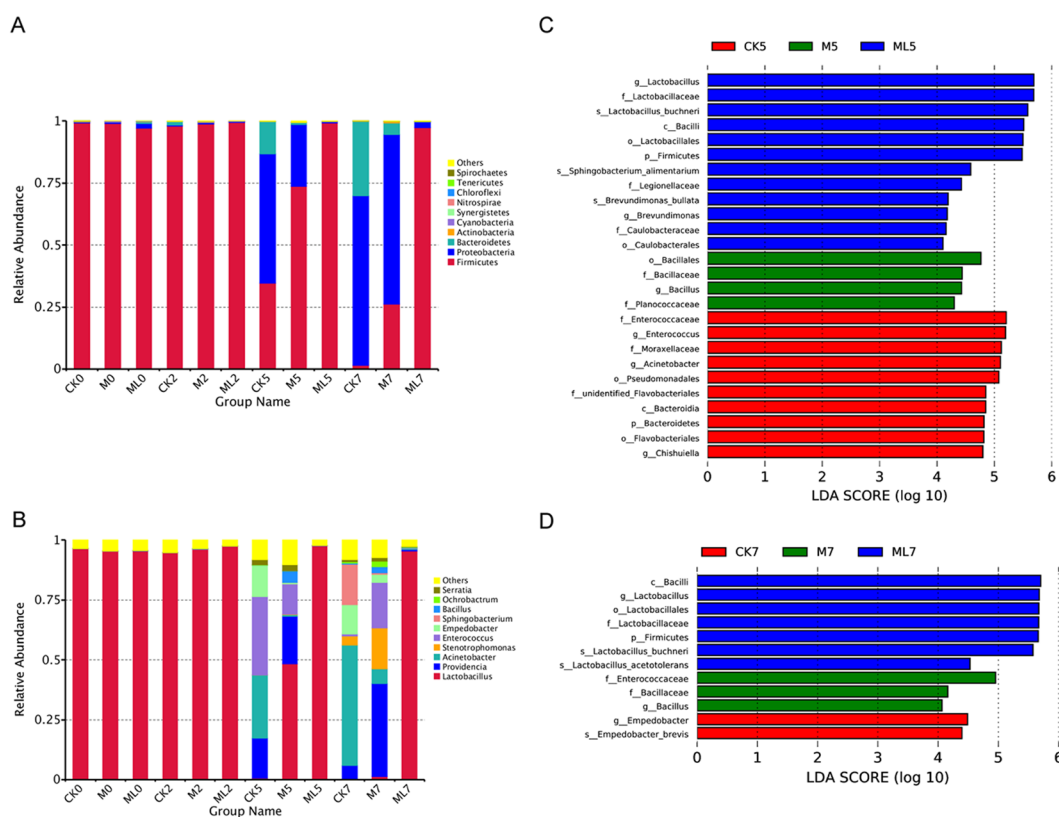 A
1
0.75
0.5
0.25
0
Relative Abundance
CK0
M0
ML0
CK2
M2
ML2
CK5
M5
ML5
CK7
M7
ML7
Group Name
Others
Spirochaetes
Tenericutes
Chloroflexi
Nitrospirae
Synergistetes
Cyanobacteria
Actinobacteria
Bacteroidetes
Proteobacteria
Firmicutes
B
1
0.75
0.5
0.25
0
Relative Abundance
CK0
M0
ML0
CK2
M2
ML2
CK5
M5
ML5
CK7
M7
ML7
Group Name
Others
Serratia
Ochrobactrum
Bacillus
Sphingobacterium
Empedobacter
Enterococcus
Stenotrophomonas
Acinetobacter
Providencia
Lactobacillus
C
CK5 M5 ML5
g__Lactobacillus
f__Lactobacillaceae
s__Lactobacillus_buchneri
c__Bacilli
o__Lactobacillales
p__Firmicutes
s__Sphingobacterium_alimentarium
f__Legionellaceae
s__Brevundimonas_bullata
g__Brevundimonas
f__Caulobacteraceae
o__Caulobacterales
o__Bacillales
f__Bacillaceae
g__Bacillus
f__Planococcaceae
f__Enterococcaceae
g__Enterococcus
f__Moraxellaceae
g__Acinetobacter
o__Pseudomonadales
f__unidentified_Flavobacteriales
c__Bacteroidia
p__Bacteroidetes
o__Flavobacteriales
g__Chishuiella
0 1 2 3 4 5 6
LDA SCORE (log 10)
D
CK7 M7 ML7
c__Bacilli
g__Lactobacillus
o__Lactobacillales
f__Lactobacillaceae
p__Firmicutes
s__Lactobacillus_buchneri
s__Lactobacillus_acetotolerans
f__Enterococcaceae
f__Bacillaceae
g__Bacillus
g__Empedobacter
s__Empedobacter_brevis
0 1 2 3 4 5 6
LDA SCORE (log 10)